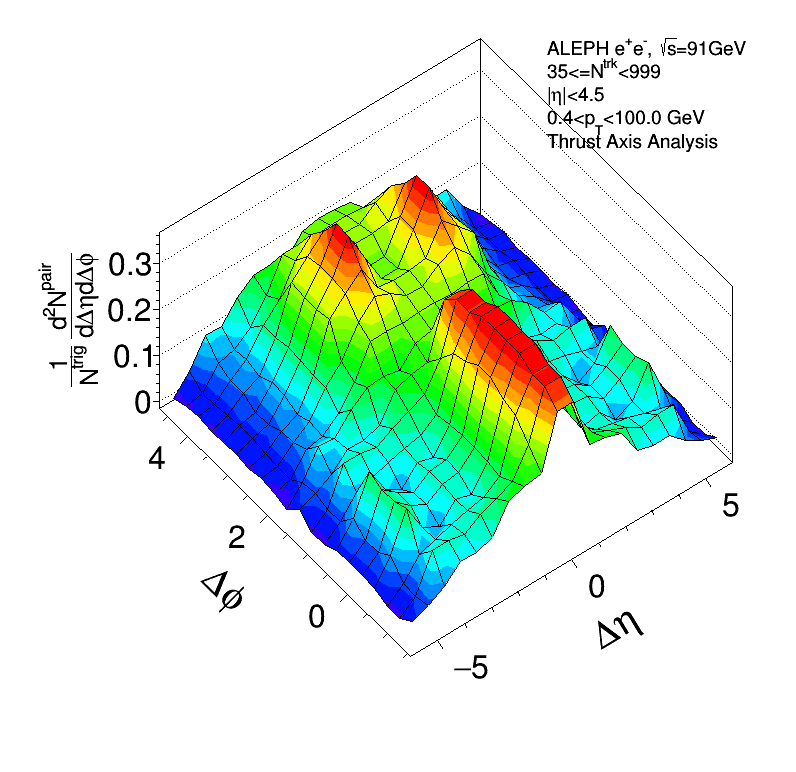 ALEPH e⁺e⁻, √s=91GeV
35<=Nᵗʳᵏ<999
|η|<4.5
0.4<p_T<100.0 GeV
Thrust Axis Analysis
1/N^trig d²N^pair/dΔηdΔϕ
0.3
0.2
0.1
0
4
2
0
Δϕ
−5
0
5
Δη